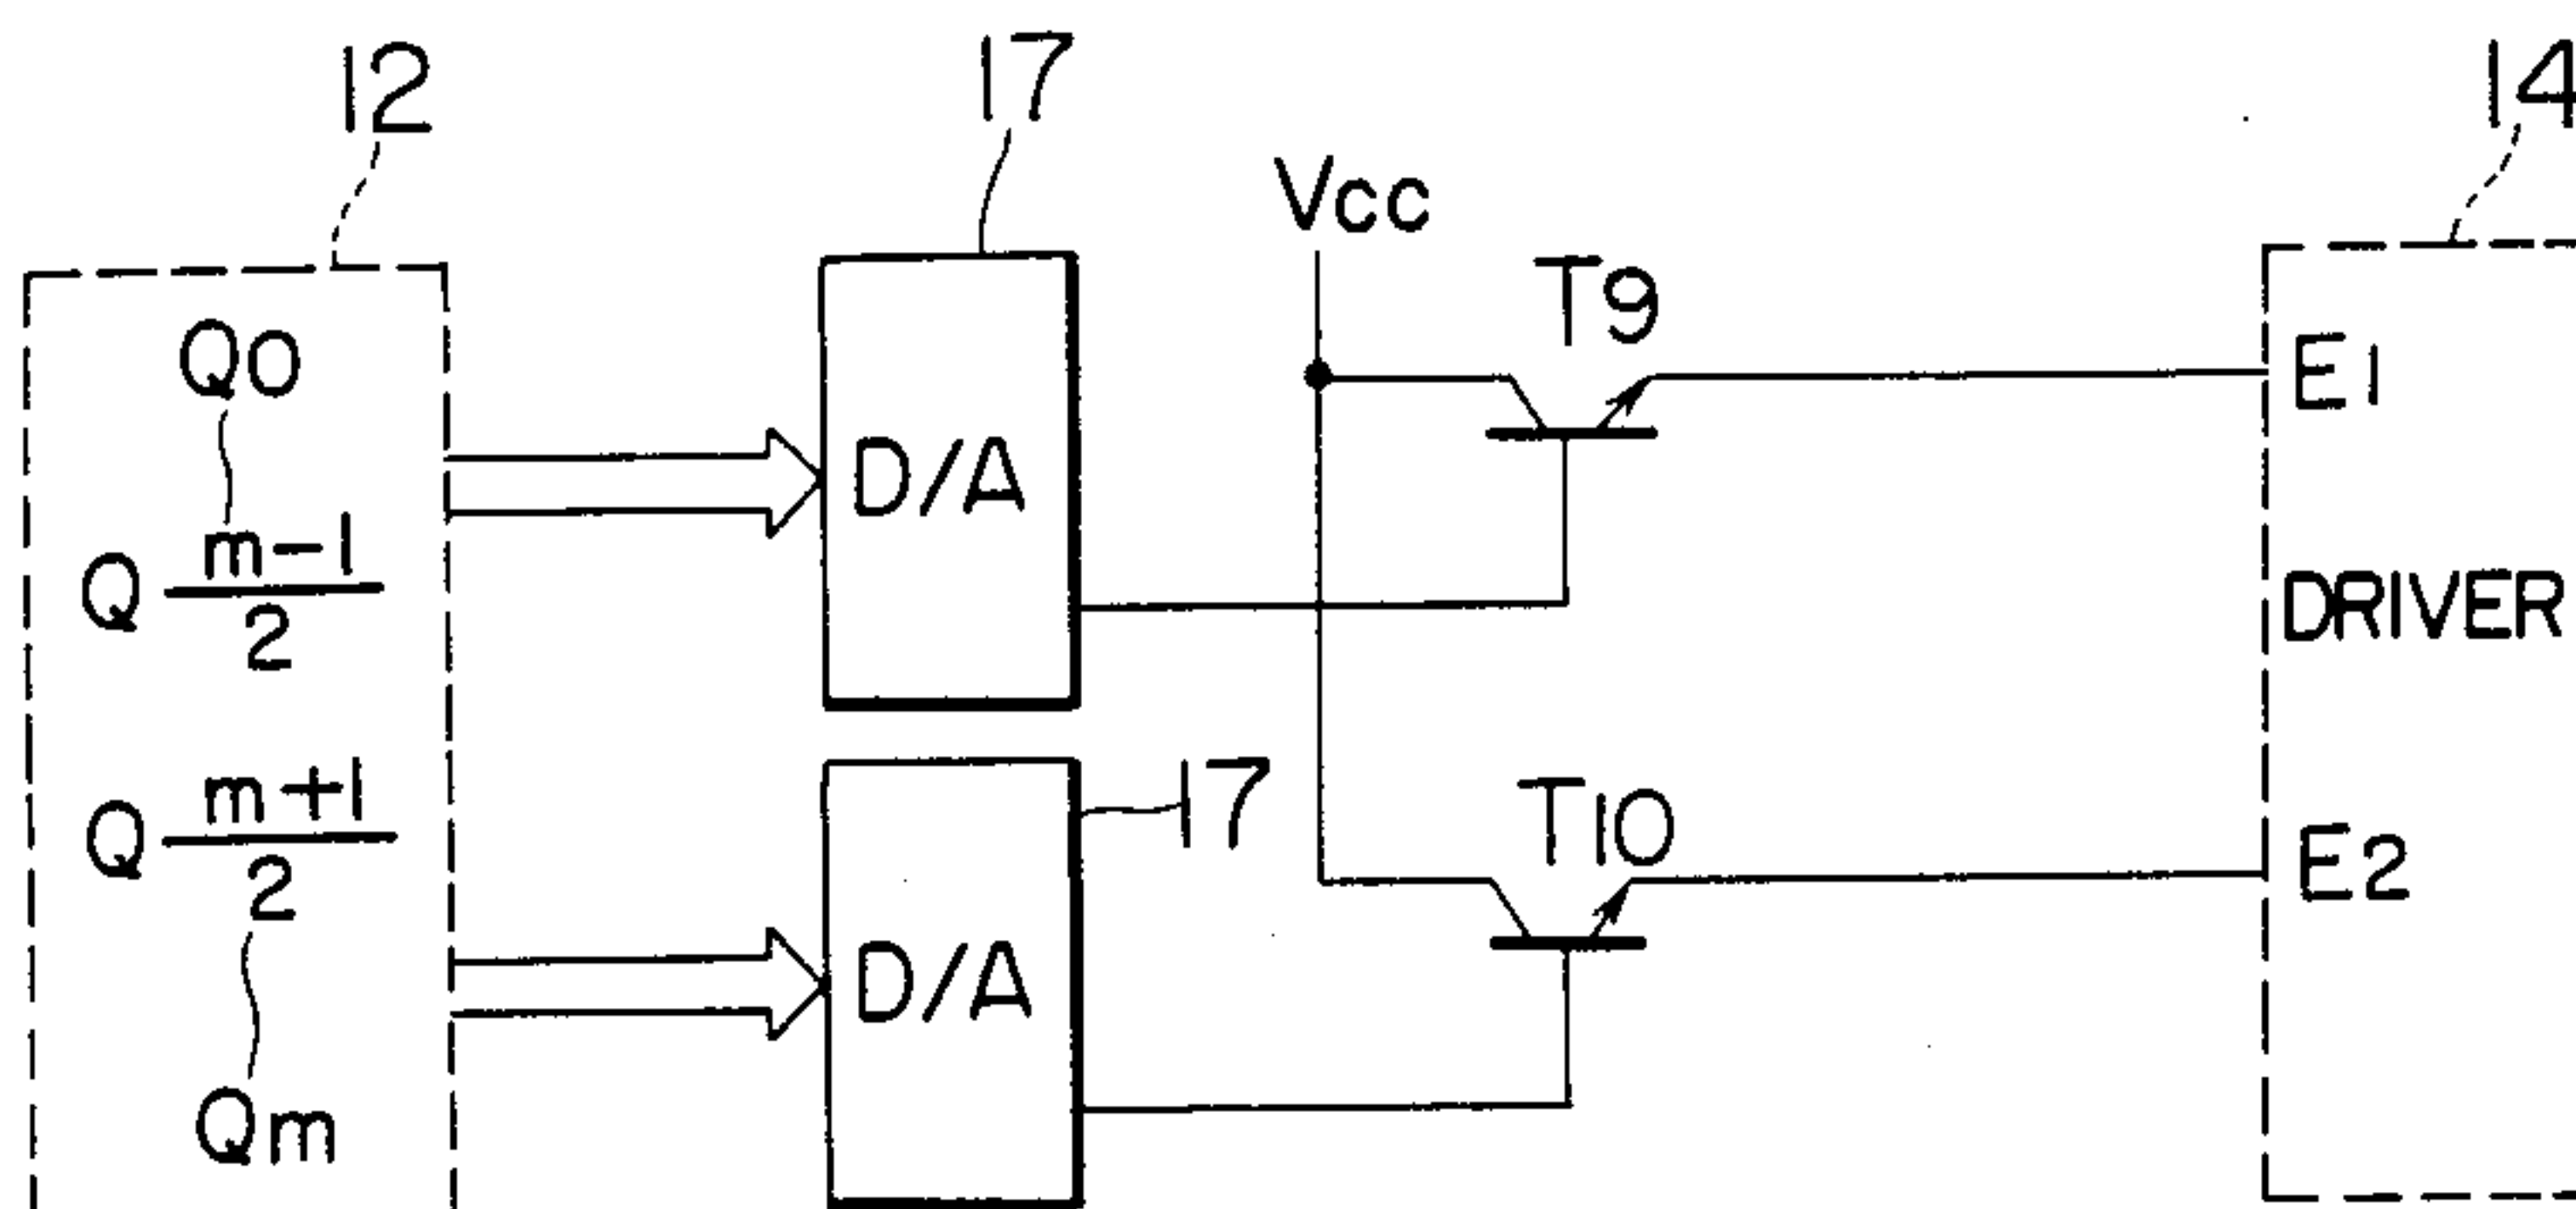 12
17
14
Vcc
T9
Q0
E1
D/A
Q m-1/2
DRIVER
Q m+1/2
17
T10
E2
D/A
Qm